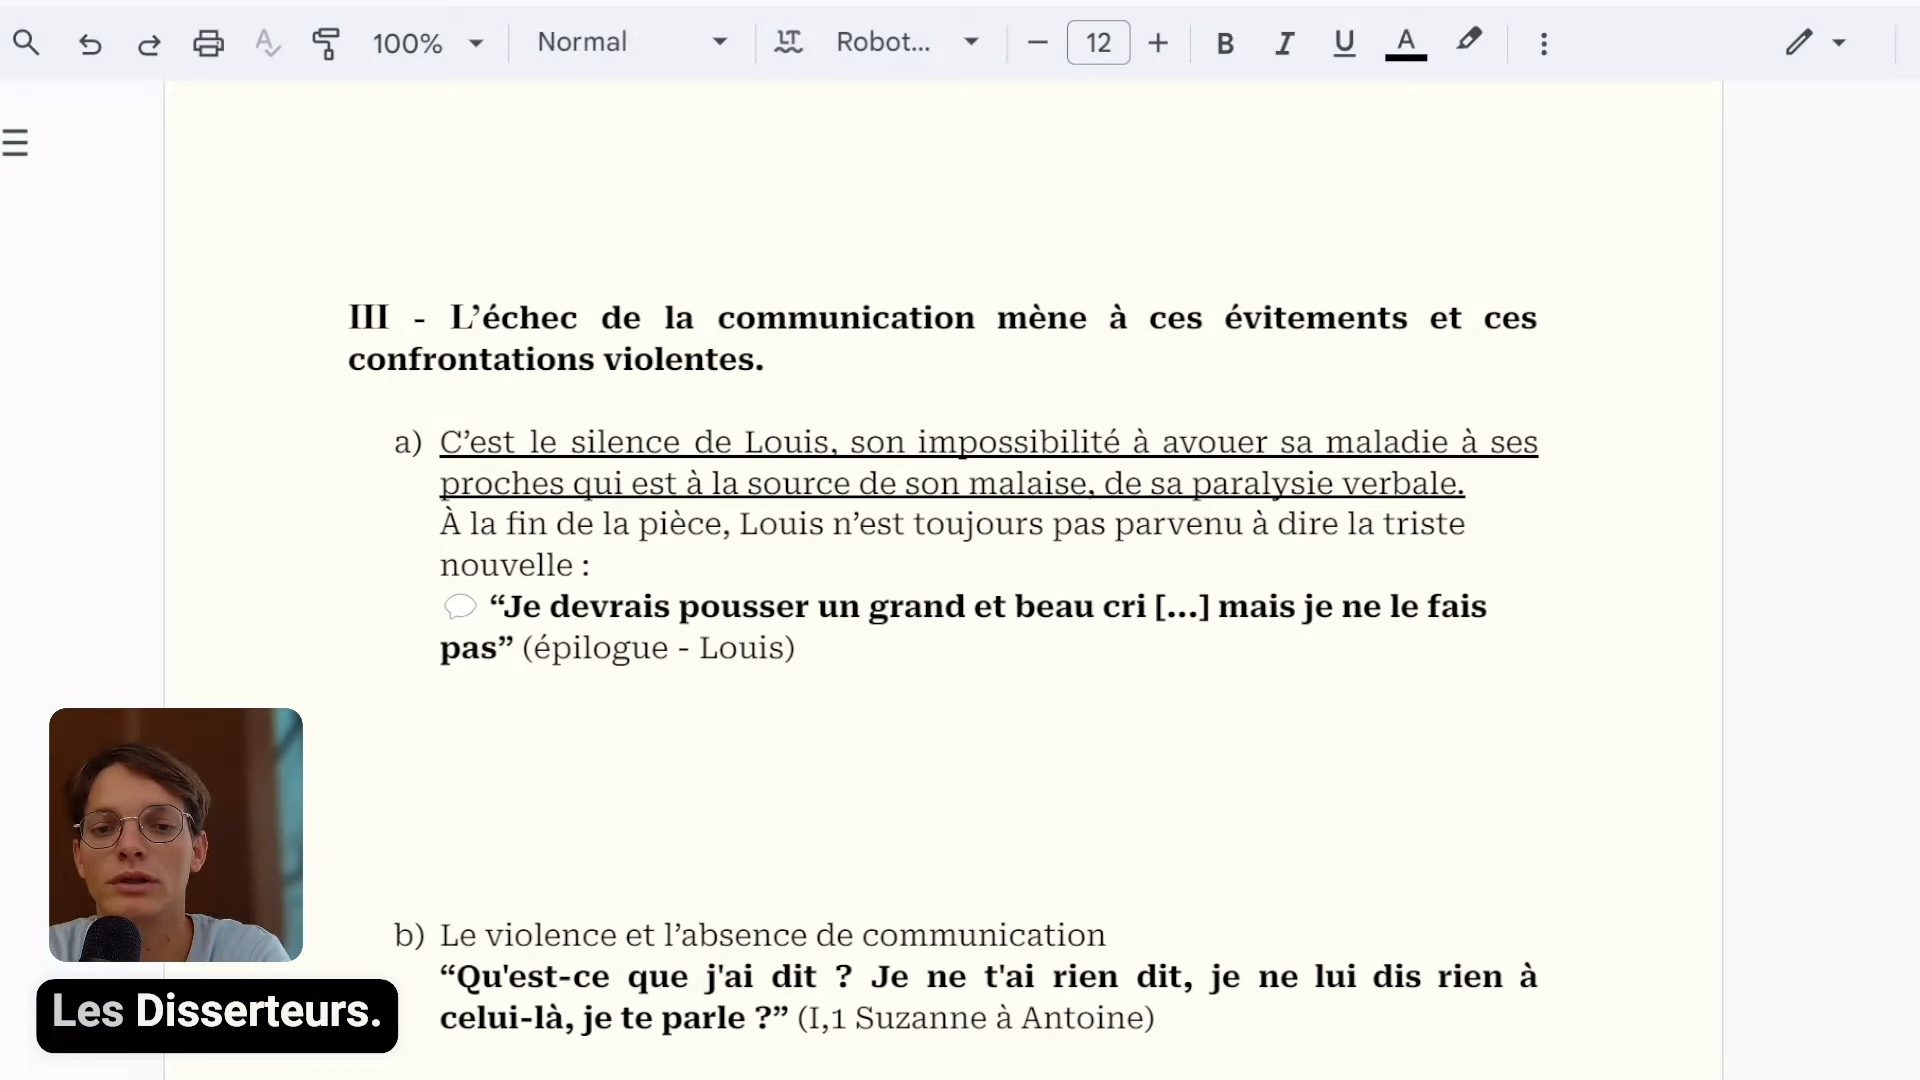 100%
Normal
Robot...
12
III - L’échec de la communication mène à ces évitements et ces
confrontations violentes.
a) C’est le silence de Louis, son impossibilité à avouer sa maladie à ses
proches qui est à la source de son malaise, de sa paralysie verbale.
À la fin de la pièce, Louis n’est toujours pas parvenu à dire la triste
nouvelle :
“Je devrais pousser un grand et beau cri [...] mais je ne le fais
pas” (épilogue - Louis)
b) Le violence et l’absence de communication
“Qu'est-ce que j'ai dit ? Je ne t'ai rien dit, je ne lui dis rien à
celui-là, je te parle ?” (I,1 Suzanne à Antoine)
Les Disserteurs.